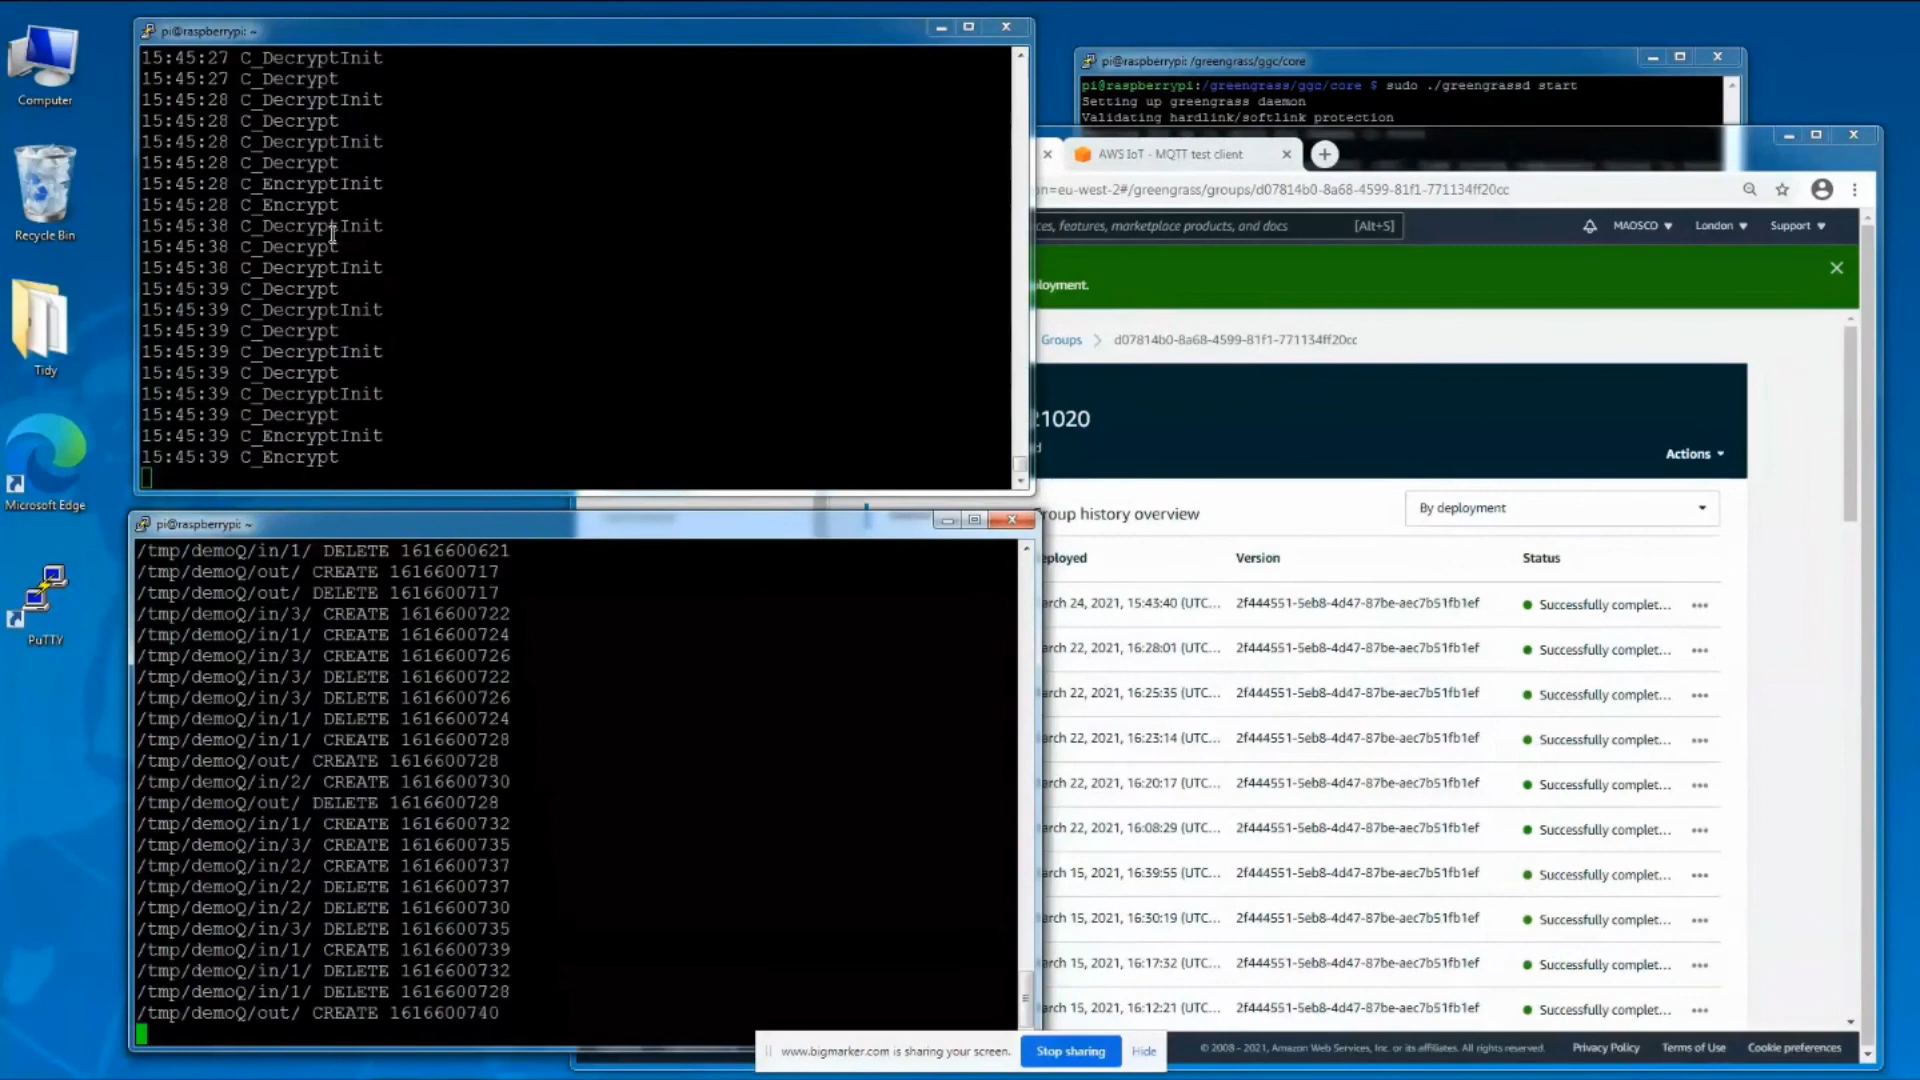 Computer
Recycle Bin
Tidy
Microsoft Edge
PuTTY
pi@raspberrypi: ~
15:45:27 C_DecryptInit
15:45:27 C_Decrypt
15:45:28 C_DecryptInit
15:45:28 C_Decrypt
15:45:28 C_DecryptInit
15:45:28 C_Decrypt
15:45:28 C_EncryptInit
15:45:28 C_Encrypt
15:45:38 C_DecryptInit
15:45:38 C_Decrypt
15:45:38 C_DecryptInit
15:45:39 C_Decrypt
15:45:39 C_DecryptInit
15:45:39 C_Decrypt
15:45:39 C_DecryptInit
15:45:39 C_Decrypt
15:45:39 C_DecryptInit
15:45:39 C_Decrypt
15:45:39 C_EncryptInit
15:45:39 C_Encrypt
pi@raspberrypi: ~
/tmp/demoQ/in/1/ DELETE 1616600621
/tmp/demoQ/out/ CREATE 1616600717
/tmp/demoQ/out/ DELETE 1616600717
/tmp/demoQ/in/3/ CREATE 1616600722
/tmp/demoQ/in/1/ CREATE 1616600724
/tmp/demoQ/in/3/ CREATE 1616600726
/tmp/demoQ/in/3/ DELETE 1616600722
/tmp/demoQ/in/3/ DELETE 1616600726
/tmp/demoQ/in/1/ DELETE 1616600724
/tmp/demoQ/in/1/ CREATE 1616600728
/tmp/demoQ/out/ CREATE 1616600728
/tmp/demoQ/in/2/ CREATE 1616600730
/tmp/demoQ/out/ DELETE 1616600728
/tmp/demoQ/in/1/ CREATE 1616600732
/tmp/demoQ/in/3/ CREATE 1616600735
/tmp/demoQ/in/2/ CREATE 1616600737
/tmp/demoQ/in/2/ DELETE 1616600737
/tmp/demoQ/in/2/ DELETE 1616600730
/tmp/demoQ/in/3/ DELETE 1616600735
/tmp/demoQ/in/1/ CREATE 1616600739
/tmp/demoQ/in/1/ DELETE 1616600732
/tmp/demoQ/in/1/ DELETE 1616600728
/tmp/demoQ/out/ CREATE 1616600740
pi@raspberrypi: /greengrass/ggc/core
pi@raspberrypi:/greengrass/ggc/core $ sudo ./greengrassd start
Setting up greengrass daemon
Validating hardlink/softlink protection
AWS IoT - MQTT test client
on=eu-west-2#/greengrass/groups/d07814b0-8a68-4599-81f1-771134ff20cc
ces, features, marketplace products, and docs [Alt+S] MAOSCO London Support
loyment.
Groups > d07814b0-8a68-4599-81f1-771134ff20cc
21020
d
Actions
roup history overview By deployment
eployed Version Status
arch 24, 2021, 15:43:40 (UTC... 2f444551-5eb8-4d47-87be-aec7b51fb1ef Successfully complet... •••
arch 22, 2021, 16:28:01 (UTC... 2f444551-5eb8-4d47-87be-aec7b51fb1ef Successfully complet... •••
arch 22, 2021, 16:25:35 (UTC... 2f444551-5eb8-4d47-87be-aec7b51fb1ef Successfully complet... •••
arch 22, 2021, 16:23:14 (UTC... 2f444551-5eb8-4d47-87be-aec7b51fb1ef Successfully complet... •••
arch 22, 2021, 16:20:17 (UTC... 2f444551-5eb8-4d47-87be-aec7b51fb1ef Successfully complet... •••
arch 22, 2021, 16:08:29 (UTC... 2f444551-5eb8-4d47-87be-aec7b51fb1ef Successfully complet... •••
arch 15, 2021, 16:39:55 (UTC... 2f444551-5eb8-4d47-87be-aec7b51fb1ef Successfully complet... •••
arch 15, 2021, 16:30:19 (UTC... 2f444551-5eb8-4d47-87be-aec7b51fb1ef Successfully complet... •••
arch 15, 2021, 16:17:32 (UTC... 2f444551-5eb8-4d47-87be-aec7b51fb1ef Successfully complet... •••
arch 15, 2021, 16:12:21 (UTC... 2f444551-5eb8-4d47-87be-aec7b51fb1ef Successfully complet... •••
www.bigmarker.com is sharing your screen. Stop sharing Hide
© 2008 - 2021, Amazon Web Services, Inc. or its affiliates. All rights reserved. Privacy Policy Terms of Use Cookie preferences